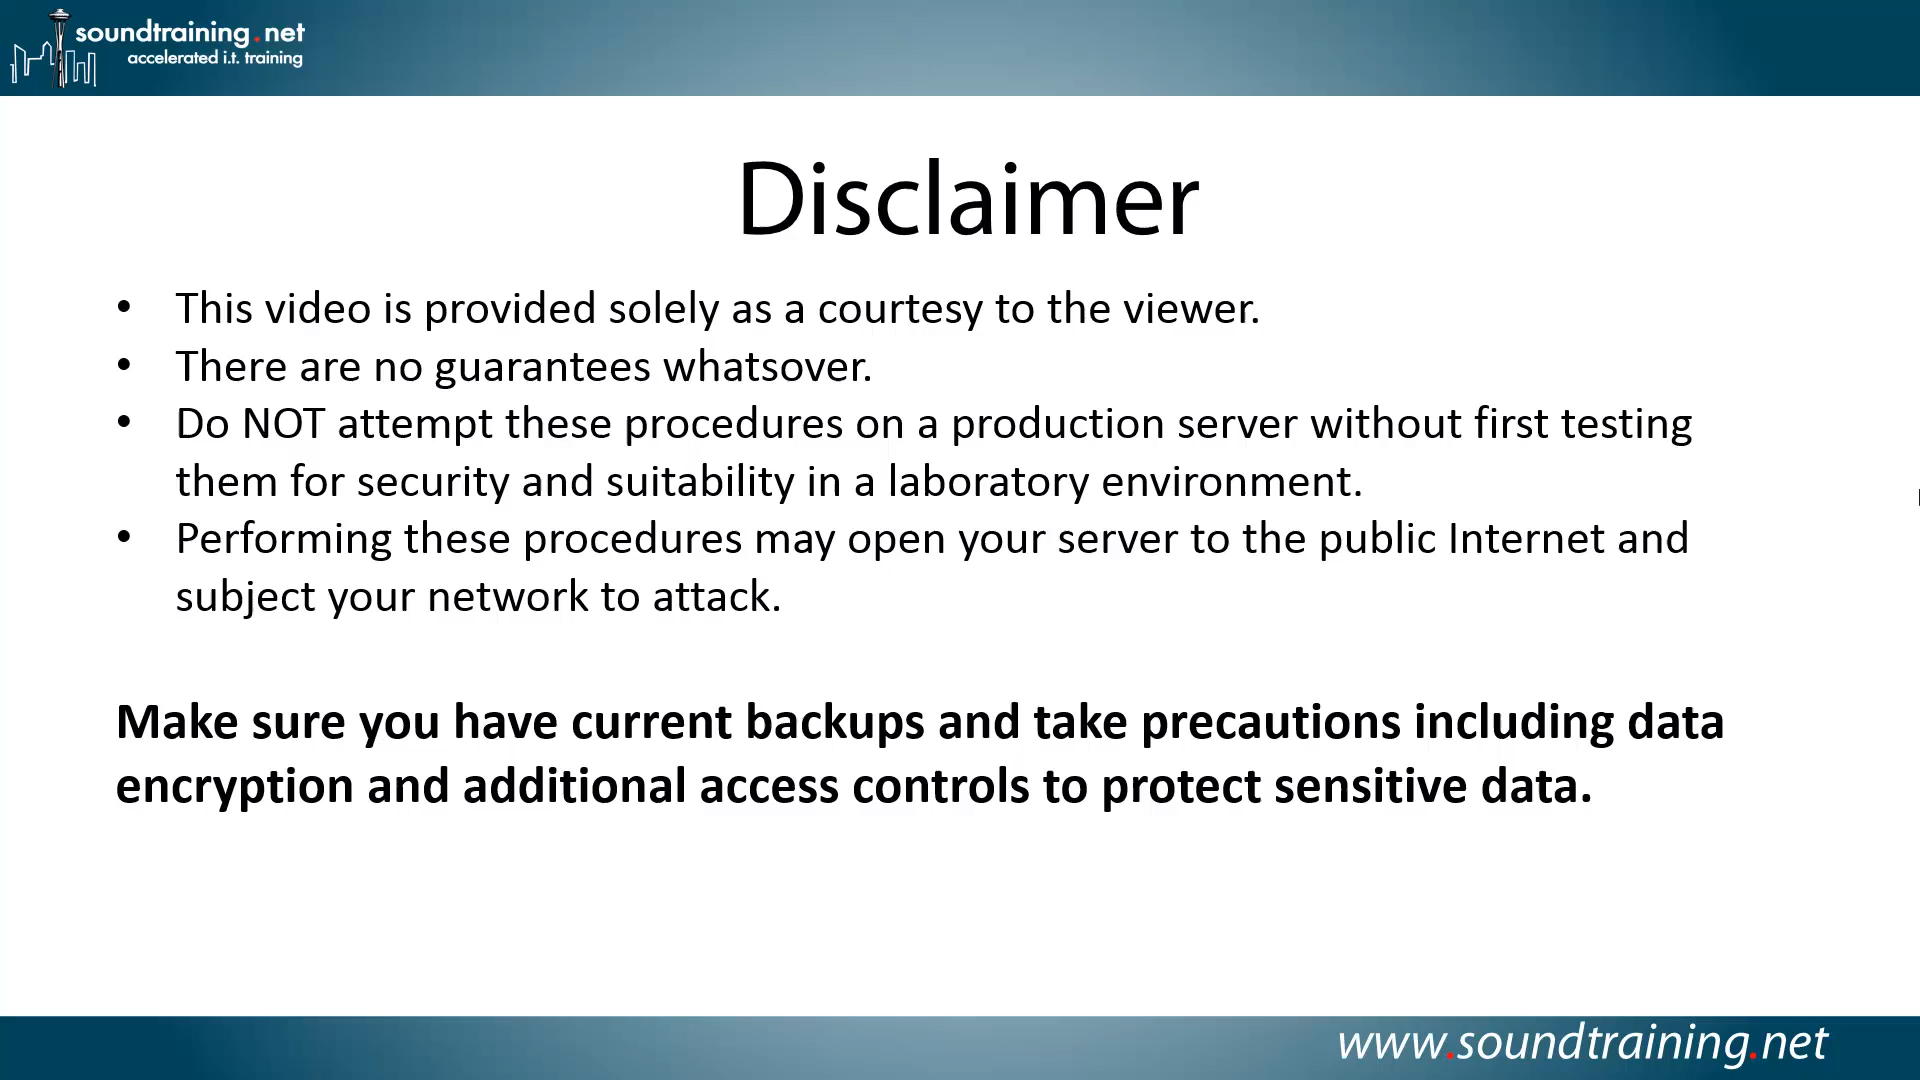 soundtraining.net
accelerated i.t. training
Disclaimer
• This video is provided solely as a courtesy to the viewer.
• There are no guarantees whatsover.
• Do NOT attempt these procedures on a production server without first testing
them for security and suitability in a laboratory environment.
• Performing these procedures may open your server to the public Internet and
subject your network to attack.
Make sure you have current backups and take precautions including data
encryption and additional access controls to protect sensitive data.
www.soundtraining.net